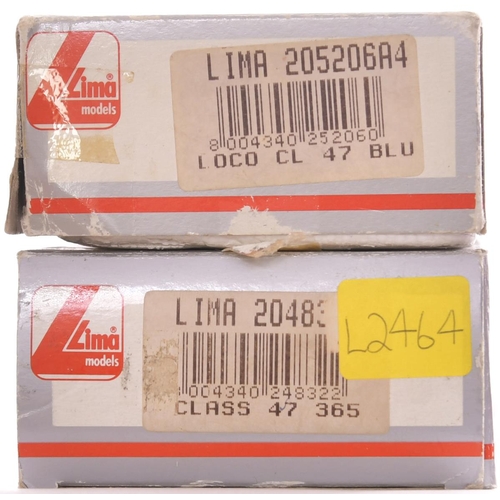 Lima®
models
LIMA 205206A4
8 004340 252060
LOCO CL 47 BLU
Lima®
models
LIMA 20483
L2464
004340 248322
CLASS 47 365